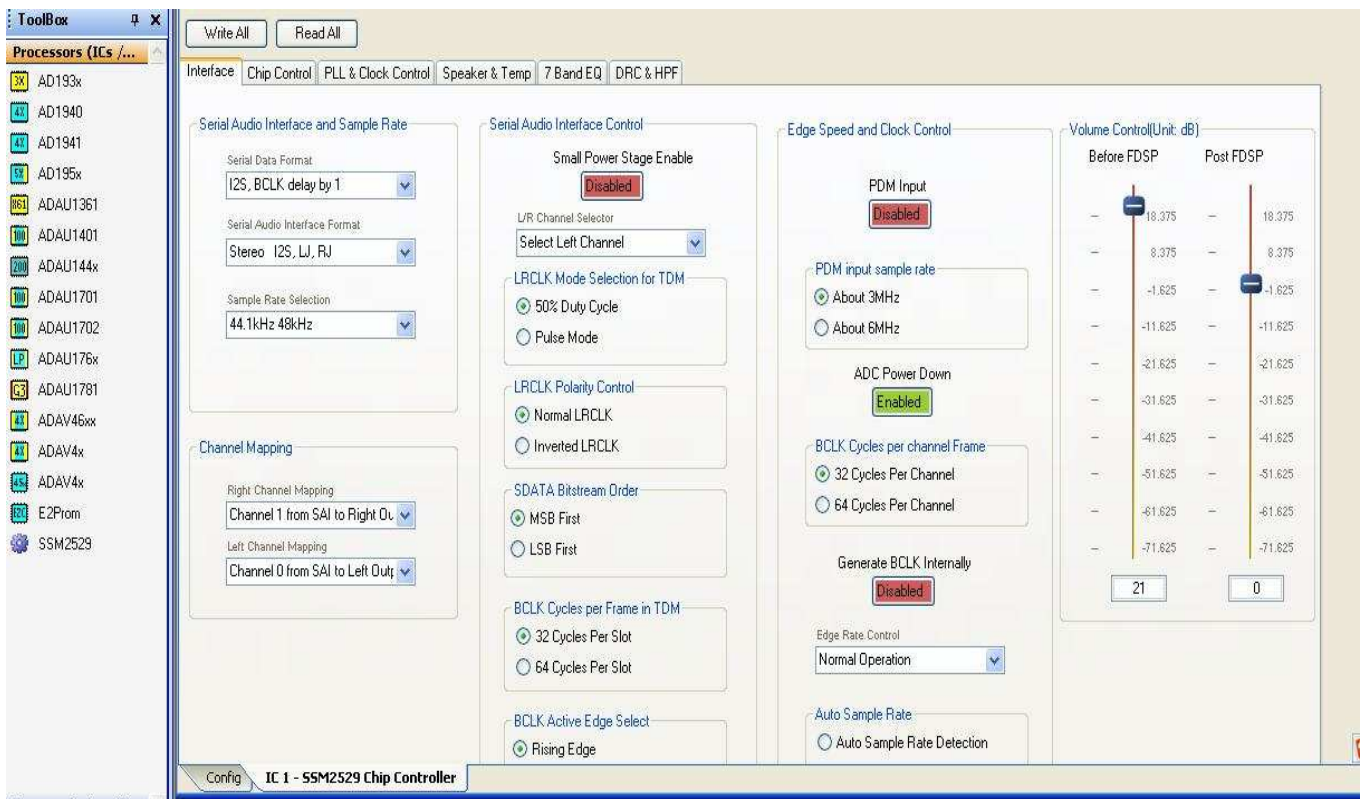 ToolBox
Processors (ICs /...
3X AD193x
4X AD1940
4X AD1941
5X AD195x
X61 ADAU1361
100 ADAU1401
200 ADAU144x
100 ADAU1701
100 ADAU1702
LP ADAU176x
G3 ADAU1781
4X ADAV46xx
4X ADAV4x
ADAV4x
E2Prom
SSM2529
Write All
Read All
Interface
Chip Control
PLL & Clock Control
Speaker & Temp
7 Band EQ
DRC & HPF
Serial Audio Interface and Sample Rate
Serial Data Format
I2S, BCLK delay by 1
Serial Audio Interface Format
Stereo I2S, LJ, RJ
Sample Rate Selection
44.1kHz 48kHz
Channel Mapping
Right Channel Mapping
Channel 1 from SAI to Right Ou
Left Channel Mapping
Channel 0 from SAI to Left Outp
Serial Audio Interface Control
Small Power Stage Enable
Disabled
L/R Channel Selector
Select Left Channel
LRCLK Mode Selection for TDM
50% Duty Cycle
Pulse Mode
LRCLK Polarity Control
Normal LRCLK
Inverted LRCLK
SDATA Bitstream Order
MSB First
LSB First
BCLK Cycles per Frame in TDM
32 Cycles Per Slot
64 Cycles Per Slot
BCLK Active Edge Select
Rising Edge
Edge Speed and Clock Control
PDM Input
Disabled
PDM input sample rate
About 3MHz
About 6MHz
ADC Power Down
Enabled
BCLK Cycles per channel Frame
32 Cycles Per Channel
64 Cycles Per Channel
Generate BCLK Internally
Disabled
Edge Rate Control
Normal Operation
Auto Sample Rate
Auto Sample Rate Detection
Volume Control(Unit: dB)
Before FDSP Post FDSP
18.375 18.375
8.375 8.375
-1.625 -1.625
-11.625 -11.625
-21.625 -21.625
-31.625 -31.625
-41.625 -41.625
-51.625 -51.625
-61.625 -61.625
-71.625 -71.625
21 0
Config
IC 1 - SSM2529 Chip Controller